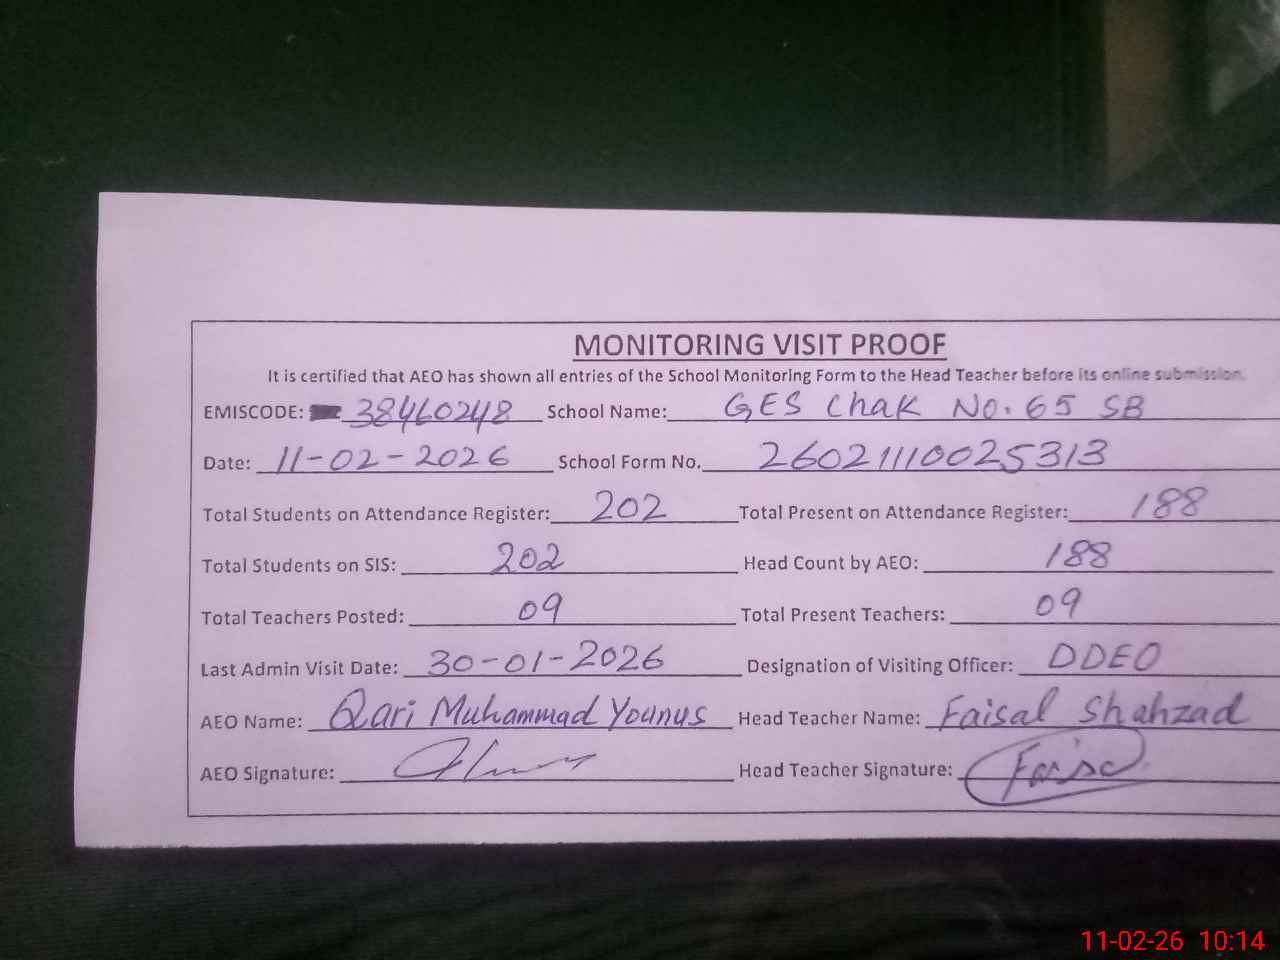 MONITORING VISIT PROOF
It is certified that AEO has shown all entries of the School Monitoring Form to the Head Teacher before its online submission.
EMISCODE: 38460248 School Name: GES Chak No. 65 SB
Date: 11-02-2026 School Form No. 26021110025313
Total Students on Attendance Register: 202 Total Present on Attendance Register: 188
Total Students on SIS: 202 Head Count by AEO: 188
Total Teachers Posted: 09 Total Present Teachers: 09
Last Admin Visit Date: 30-01-2026 Designation of Visiting Officer: DDEO
AEO Name: Qari Muhammad Younus Head Teacher Name: Faisal Shahzad
AEO Signature: Head Teacher Signature: Faisal
11-02-26 10:14